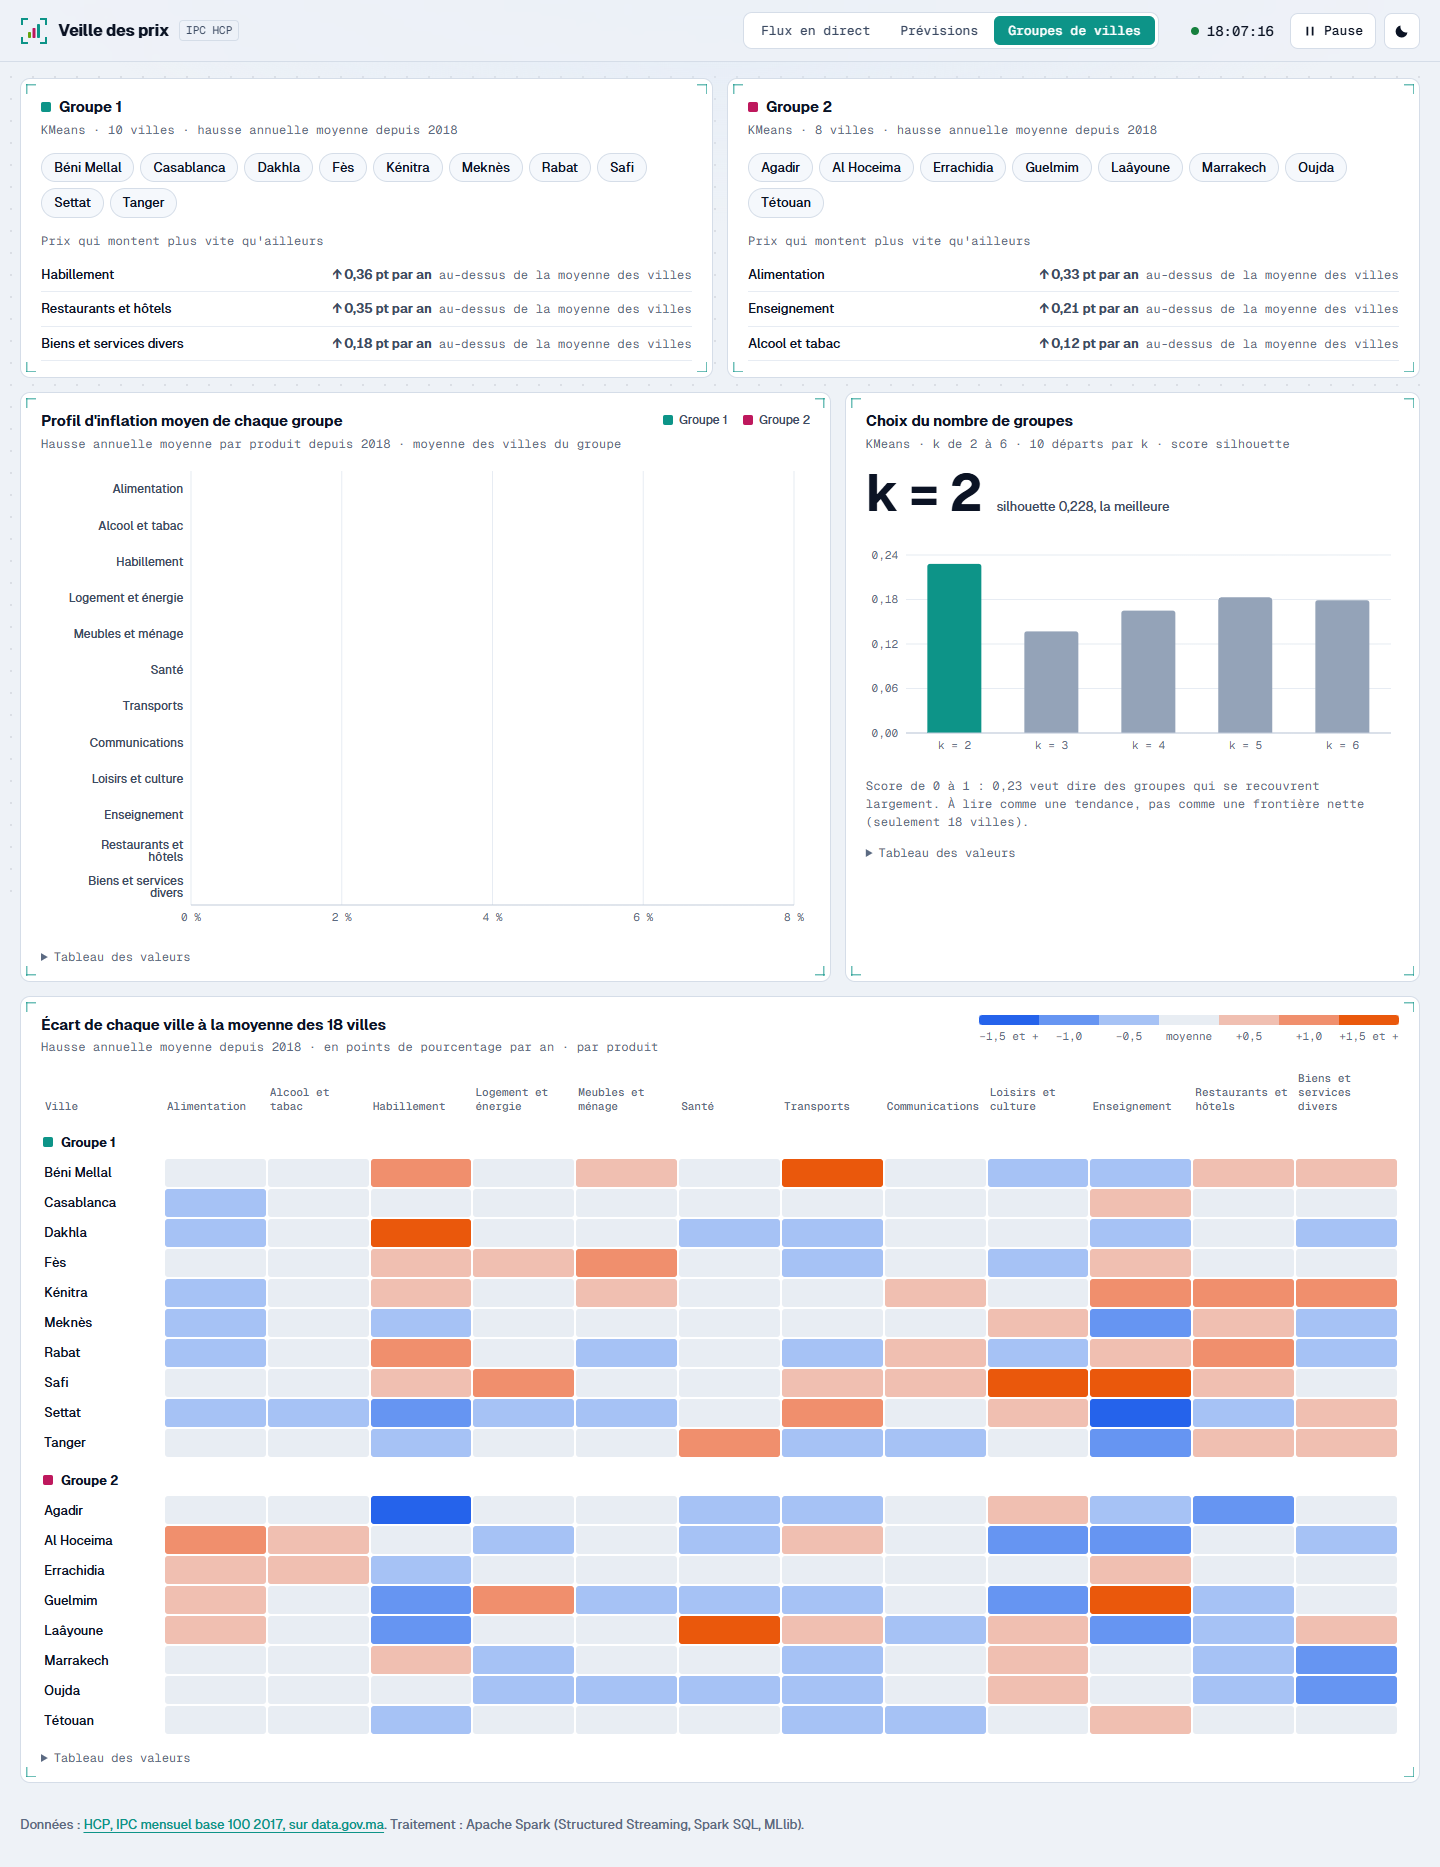 Veille des prix
IPC HCP
Flux en direct
Prévisions
Groupes de villes
18:07:16
Pause
Groupe 1
KMeans · 10 villes · hausse annuelle moyenne depuis 2018
Béni Mellal
Casablanca
Dakhla
Fès
Kénitra
Meknès
Rabat
Safi
Settat
Tanger
Prix qui montent plus vite qu'ailleurs
Habillement ↑ 0,36 pt par an au-dessus de la moyenne des villes
Restaurants et hôtels ↑ 0,35 pt par an au-dessus de la moyenne des villes
Biens et services divers ↑ 0,18 pt par an au-dessus de la moyenne des villes
Groupe 2
KMeans · 8 villes · hausse annuelle moyenne depuis 2018
Agadir
Al Hoceima
Errachidia
Guelmim
Laâyoune
Marrakech
Oujda
Tétouan
Prix qui montent plus vite qu'ailleurs
Alimentation ↑ 0,33 pt par an au-dessus de la moyenne des villes
Enseignement ↑ 0,21 pt par an au-dessus de la moyenne des villes
Alcool et tabac ↑ 0,12 pt par an au-dessus de la moyenne des villes
Profil d'inflation moyen de chaque groupe
Groupe 1
Groupe 2
Hausse annuelle moyenne par produit depuis 2018 · moyenne des villes du groupe
Alimentation
Alcool et tabac
Habillement
Logement et énergie
Meubles et ménage
Santé
Transports
Communications
Loisirs et culture
Enseignement
Restaurants et
hôtels
Biens et services
divers
0 %
2 %
4 %
6 %
8 %
▶ Tableau des valeurs
Choix du nombre de groupes
KMeans · k de 2 à 6 · 10 départs par k · score silhouette
k = 2 silhouette 0,228, la meilleure
0,24
0,18
0,12
0,06
0,00
k = 2
k = 3
k = 4
k = 5
k = 6
Score de 0 à 1 : 0,23 veut dire des groupes qui se recouvrent
largement. À lire comme une tendance, pas comme une frontière nette
(seulement 18 villes).
▶ Tableau des valeurs
Écart de chaque ville à la moyenne des 18 villes
Hausse annuelle moyenne depuis 2018 · en points de pourcentage par an · par produit
−1,5 et +
−1,0
−0,5
moyenne
+0,5
+1,0
+1,5 et +
Ville
Alimentation
Alcool et
tabac
Habillement
Logement et
énergie
Meubles et
ménage
Santé
Transports
Communications
Loisirs et
culture
Enseignement
Restaurants et
hôtels
Biens et
services
divers
Groupe 1
Béni Mellal
Casablanca
Dakhla
Fès
Kénitra
Meknès
Rabat
Safi
Settat
Tanger
Groupe 2
Agadir
Al Hoceima
Errachidia
Guelmim
Laâyoune
Marrakech
Oujda
Tétouan
▶ Tableau des valeurs
Données : HCP, IPC mensuel base 100 2017, sur data.gov.ma. Traitement : Apache Spark (Structured Streaming, Spark SQL, MLlib).